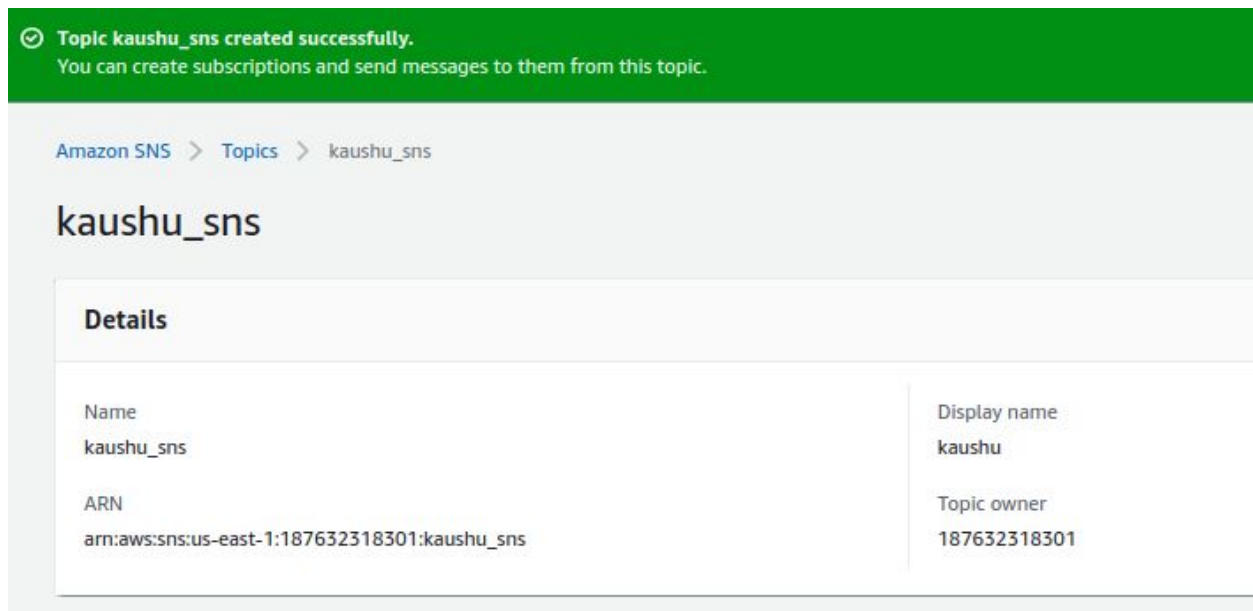 Topic kaushu_sns created successfully.
You can create subscriptions and send messages to them from this topic.
Amazon SNS > Topics > kaushu_sns
kaushu_sns
Details
Name
kaushu_sns
Display name
kaushu
ARN
arn:aws:sns:us-east-1:187632318301:kaushu_sns
Topic owner
187632318301